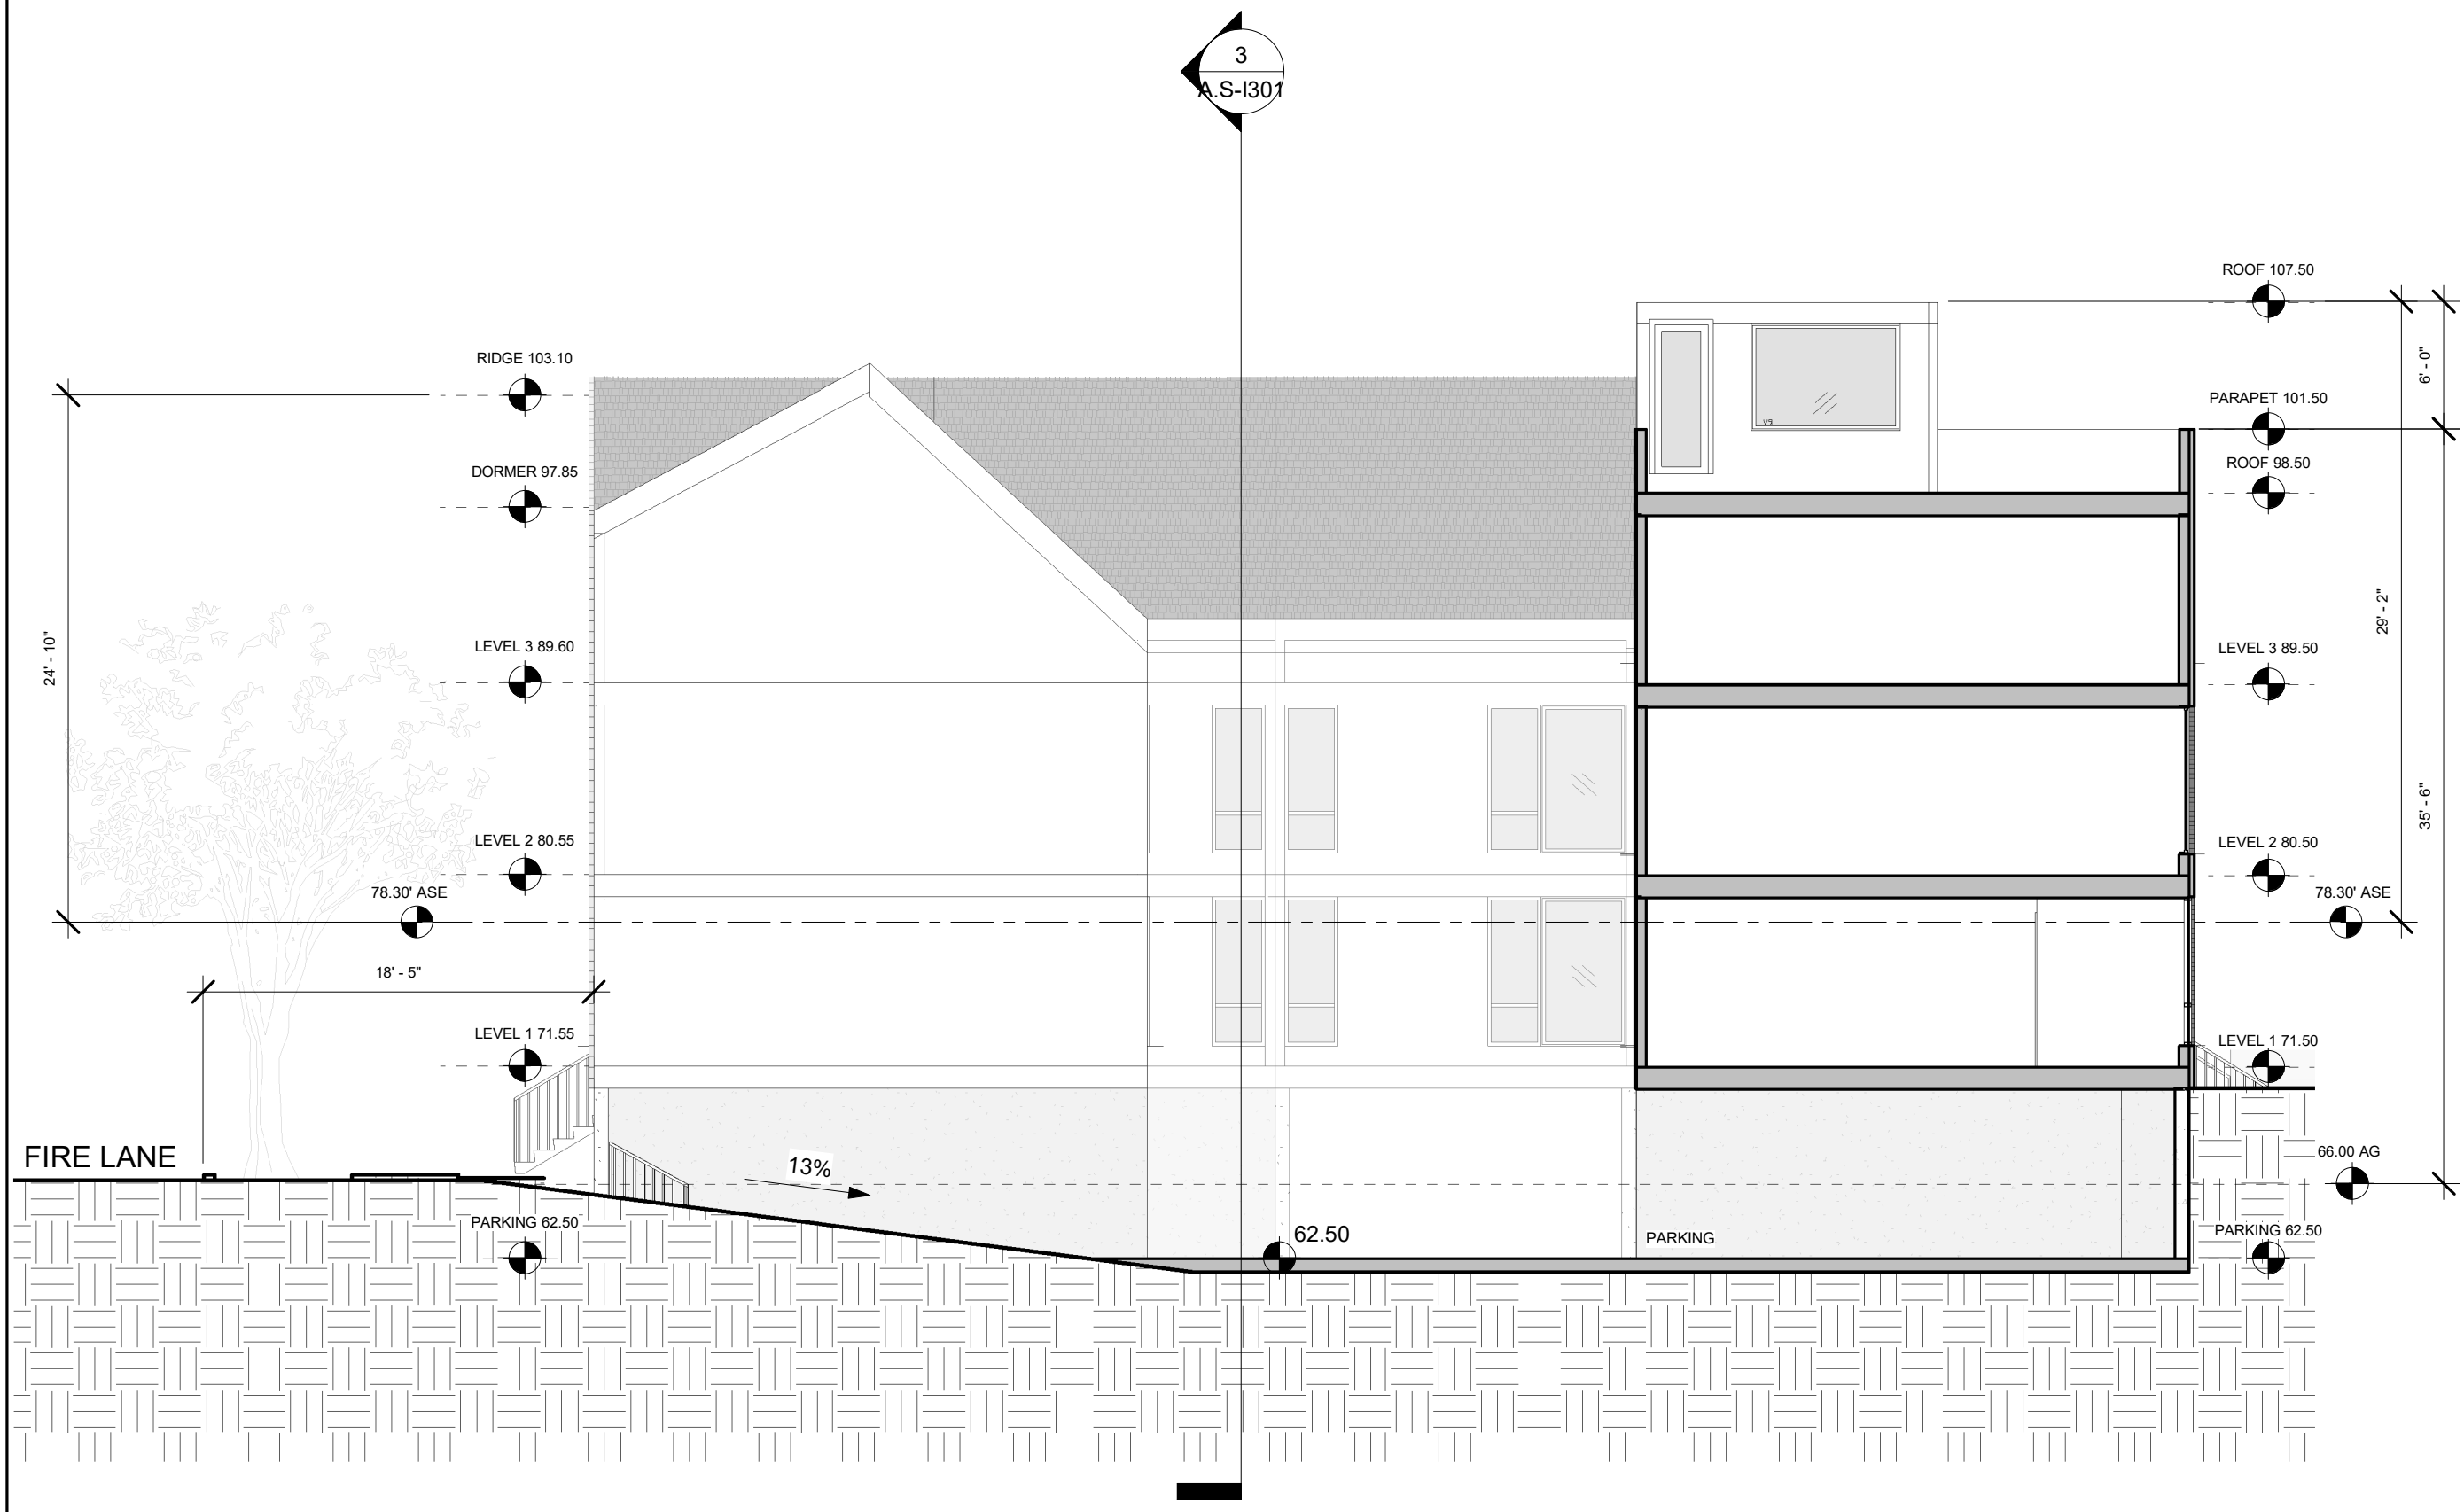 3
A.S-I301
ROOF 107.50
RIDGE 103.10
6' - 0"
PARAPET 101.50
ROOF 98.50
DORMER 97.85
29' - 2"
24' - 10"
LEVEL 3 89.60
LEVEL 3 89.50
35' - 6"
LEVEL 2 80.55
LEVEL 2 80.50
78.30' ASE
78.30' ASE
18' - 5"
LEVEL 1 71.55
LEVEL 1 71.50
FIRE LANE
13%
66.00 AG
PARKING 62.50
62.50
PARKING
PARKING 62.50